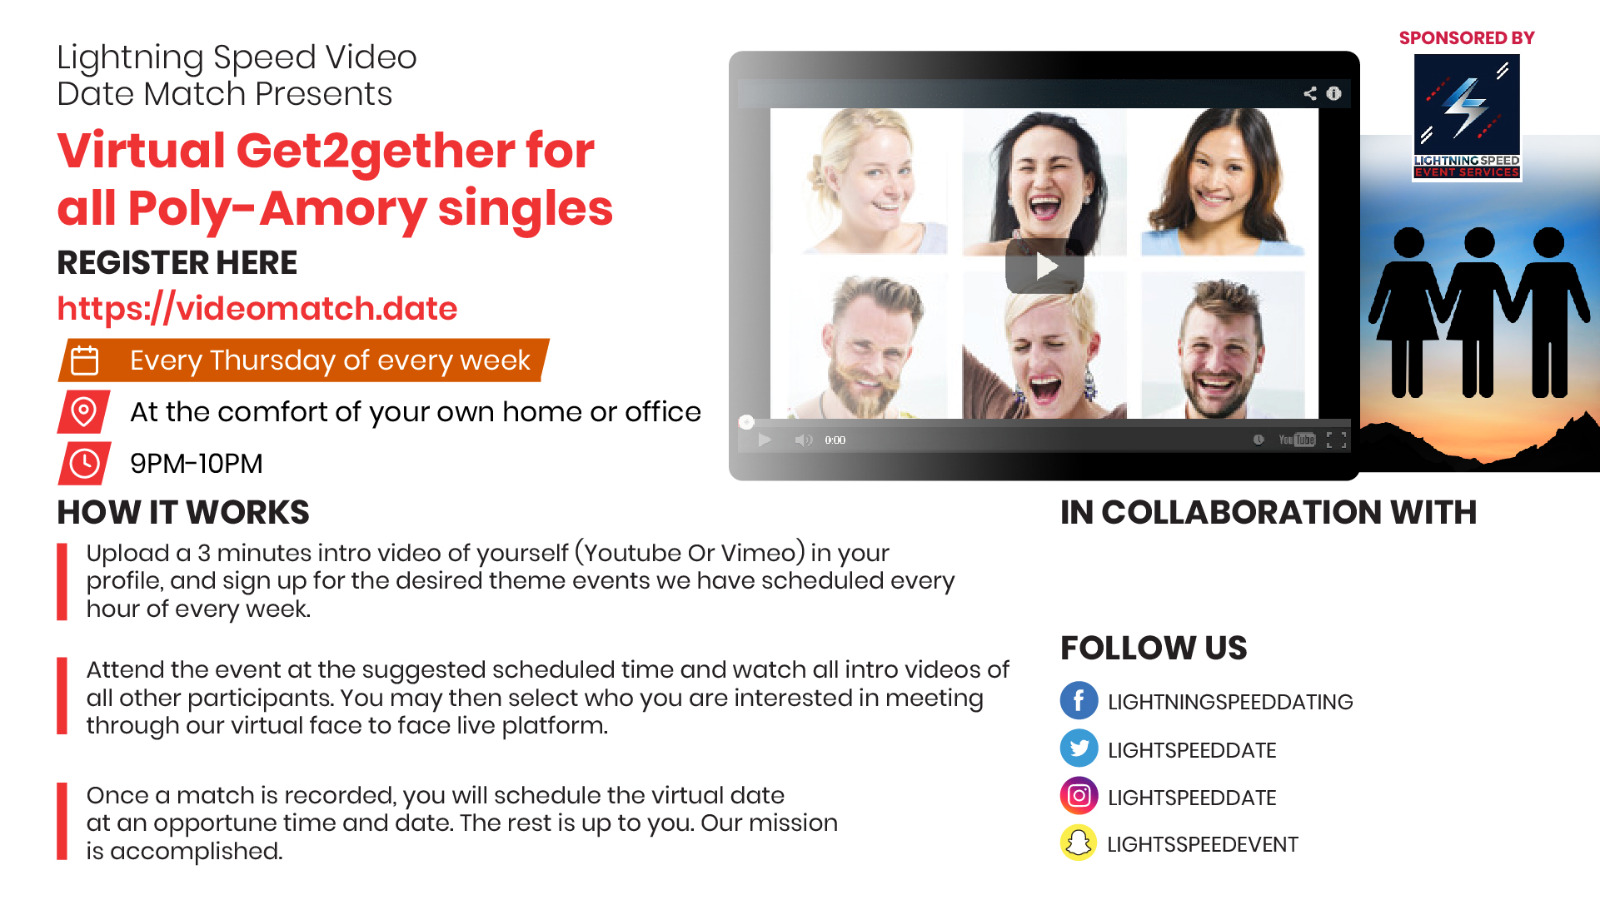 Lightning Speed Video
Date Match Presents
Virtual Get2gether for
all Poly-Amory singles
REGISTER HERE
https://videomatch.date
Every Thursday of every week
At the comfort of your own home or office
9PM-10PM
0:00
YouTube
SPONSORED BY
LIGHTNING SPEED
EVENT SERVICES
HOW IT WORKS
Upload a 3 minutes intro video of yourself (Youtube Or Vimeo) in your
profile, and sign up for the desired theme events we have scheduled every
hour of every week.
Attend the event at the suggested scheduled time and watch all intro videos of
all other participants. You may then select who you are interested in meeting
through our virtual face to face live platform.
Once a match is recorded, you will schedule the virtual date
at an opportune time and date. The rest is up to you. Our mission
is accomplished.
IN COLLABORATION WITH
FOLLOW US
LIGHTNINGSPEEDDATING
LIGHTSPEEDDATE
LIGHTSPEEDDATE
LIGHTSSPEEDEVENT